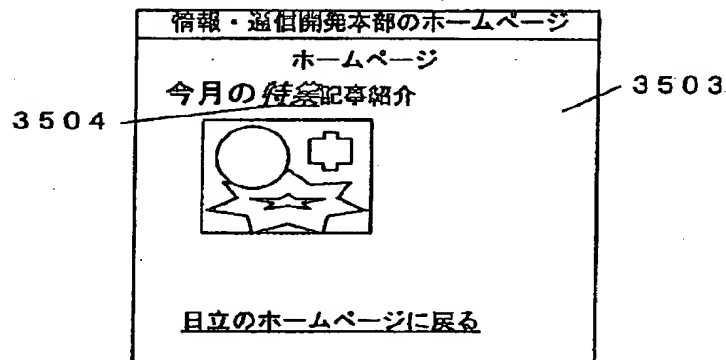 情報・通信開発本部のホームページ
ホームページ
今月の特集記事紹介
3503
3504
日立のホームページに戻る